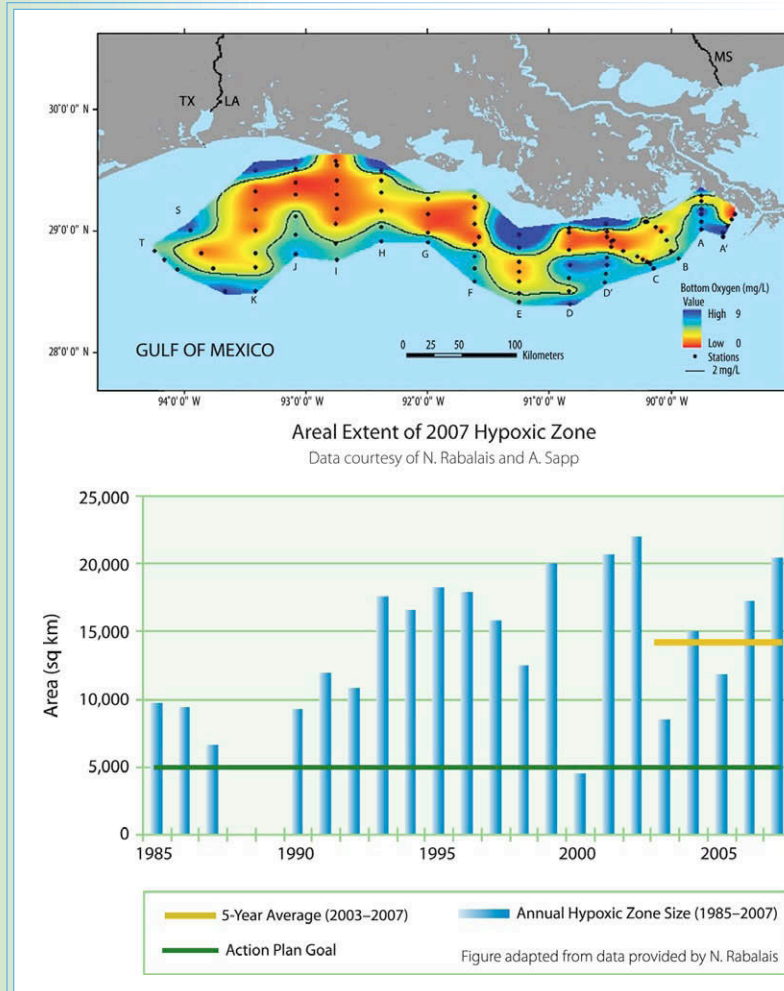 MS
30°0'0" N
TX LA
S
29°0'0" N
T
A
A'
J
I
H
G
B
K
F
D'
C
E
D
Bottom Oxygen (mg/L)
Value
High 9
Low 0
Stations
2 mg/L
28°0'0" N
GULF OF MEXICO
0 25 50 100
Kilometers
94°0'0" W 93°0'0" W 92°0'0" W 91°0'0" W 90°0'0" W
Areal Extent of 2007 Hypoxic Zone
Data courtesy of N. Rabalais and A. Sapp
25,000
20,000
15,000
10,000
5,000
0
Area (sq km)
1985 1990 1995 2000 2005
5-Year Average (2003–2007)
Annual Hypoxic Zone Size (1985–2007)
Action Plan Goal
Figure adapted from data provided by N. Rabalais